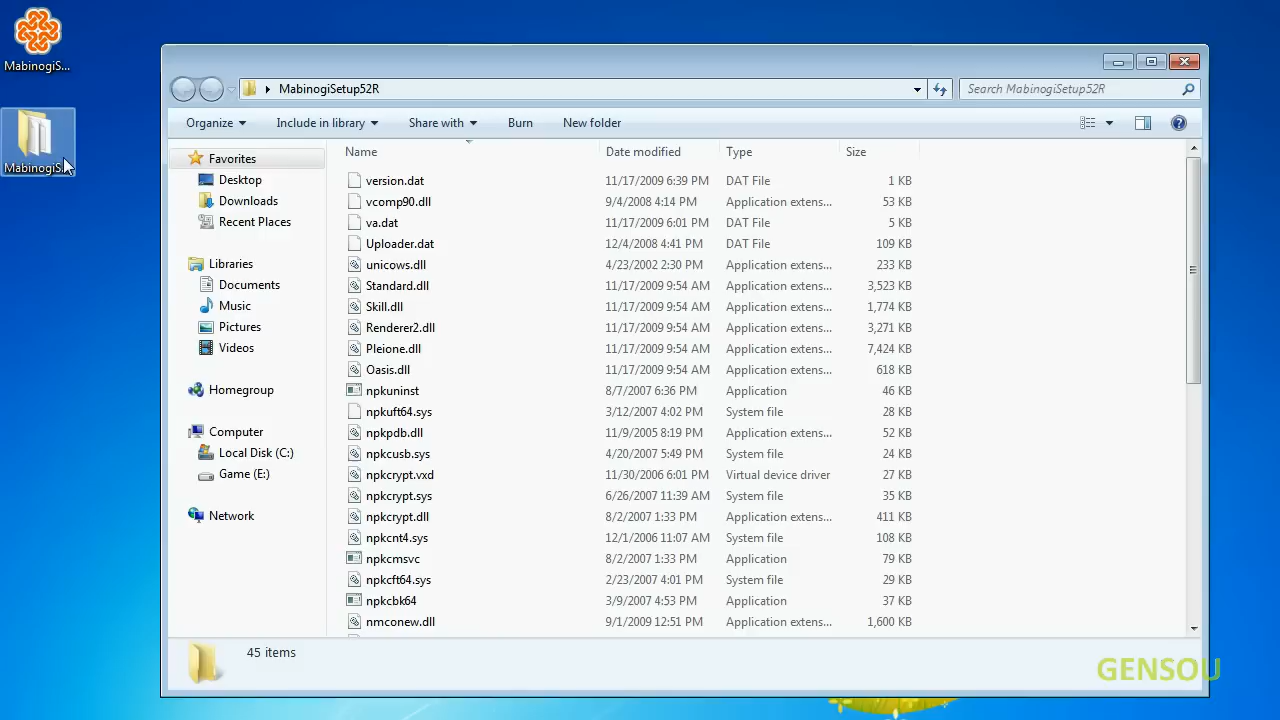 MabinogiS...
MabinogiS...
MabinogiSetup52R
Search MabinogiSetup52R
Organize
Include in library
Share with
Burn
New folder
Favorites
Desktop
Downloads
Recent Places
Libraries
Documents
Music
Pictures
Videos
Homegroup
Computer
Local Disk (C:)
Game (E:)
Network
Name Date modified Type Size
version.dat 11/17/2009 6:39 PM DAT File 1 KB
vcomp90.dll 9/4/2008 4:14 PM Application extens... 53 KB
va.dat 11/17/2009 6:01 PM DAT File 5 KB
Uploader.dat 12/4/2008 4:41 PM DAT File 109 KB
unicows.dll 4/23/2002 2:30 PM Application extens... 233 KB
Standard.dll 11/17/2009 9:54 AM Application extens... 3,523 KB
Skill.dll 11/17/2009 9:54 AM Application extens... 1,774 KB
Renderer2.dll 11/17/2009 9:54 AM Application extens... 3,271 KB
Pleione.dll 11/17/2009 9:54 AM Application extens... 7,424 KB
Oasis.dll 11/17/2009 9:54 AM Application extens... 618 KB
npkuninst 8/7/2007 6:36 PM Application 46 KB
npkuft64.sys 3/12/2007 4:02 PM System file 28 KB
npkpdb.dll 11/9/2005 8:19 PM Application extens... 52 KB
npkcusb.sys 4/20/2007 5:49 PM System file 24 KB
npkcrypt.vxd 11/30/2006 6:01 PM Virtual device driver 27 KB
npkcrypt.sys 6/26/2007 11:39 AM System file 35 KB
npkcrypt.dll 8/2/2007 1:33 PM Application extens... 411 KB
npkcnt4.sys 12/1/2006 11:07 AM System file 108 KB
npkcmsvc 8/2/2007 1:33 PM Application 79 KB
npkcft64.sys 2/23/2007 4:01 PM System file 29 KB
npkcbk64 3/9/2007 4:53 PM Application 37 KB
nmconew.dll 9/1/2009 12:51 PM Application extens... 1,600 KB
45 items
GENSOU